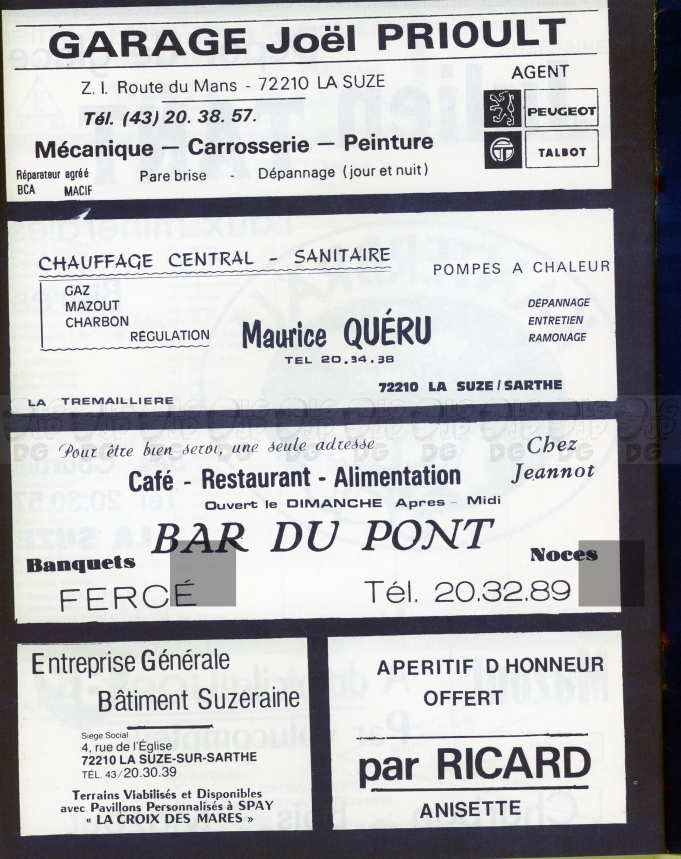 GARAGE Joël PRIOULT
Z. I. Route du Mans - 72210 LA SUZE
Tél. (43) 20. 38. 57.
Mécanique — Carrosserie — Peinture
Réparateur agréé
BCA MACIF
Pare brise - Dépannage (jour et nuit)
AGENT
PEUGEOT
TALBOT
CHAUFFAGE CENTRAL - SANITAIRE
POMPES A CHALEUR
GAZ
MAZOUT
CHARBON
RÉGULATION
Maurice QUÉRU
TEL 20.34.38
DÉPANNAGE
ENTRETIEN
RAMONAGE
72210 LA SUZE / SARTHE
LA TREMAILLIERE
Pour être bien servi, une seule adresse
Chez
Jeannot
Café - Restaurant - Alimentation
Ouvert le DIMANCHE Apres - Midi
BAR DU PONT
Banquets
Noces
FERCÉ
Tél. 20.32.89
Entreprise Générale
Bâtiment Suzeraine
Siège Social
4, rue de l'Église
72210 LA SUZE-SUR-SARTHE
TÉL. 43/20.30.39
Terrains Viabilisés et Disponibles
avec Pavillons Personnalisés à SPAY
« LA CROIX DES MARES »
APERITIF D HONNEUR
OFFERT
par RICARD
ANISETTE